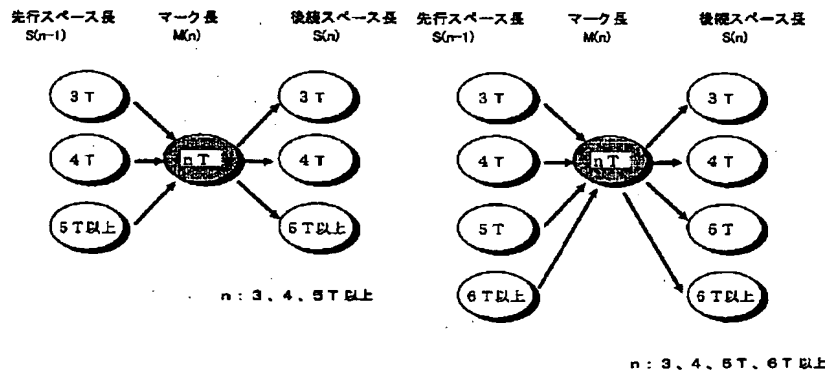 先行スペース長 マーク長 後続スペース長
S(n-1) M(n) S(n)
3T 3T
4T nT 4T
5T以上 6T以上
n:3、4、5T以上
先行スペース長 マーク長 後続スペース長
S(n-1) M(n) S(n)
3T 3T
4T nT 4T
5T 6T
6T以上 6T以上
n:3、4、5T、6T以上